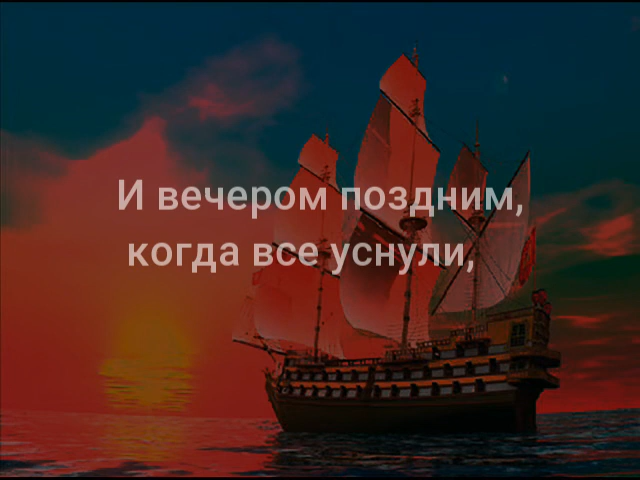 И вечером поздним,
когда все уснули,